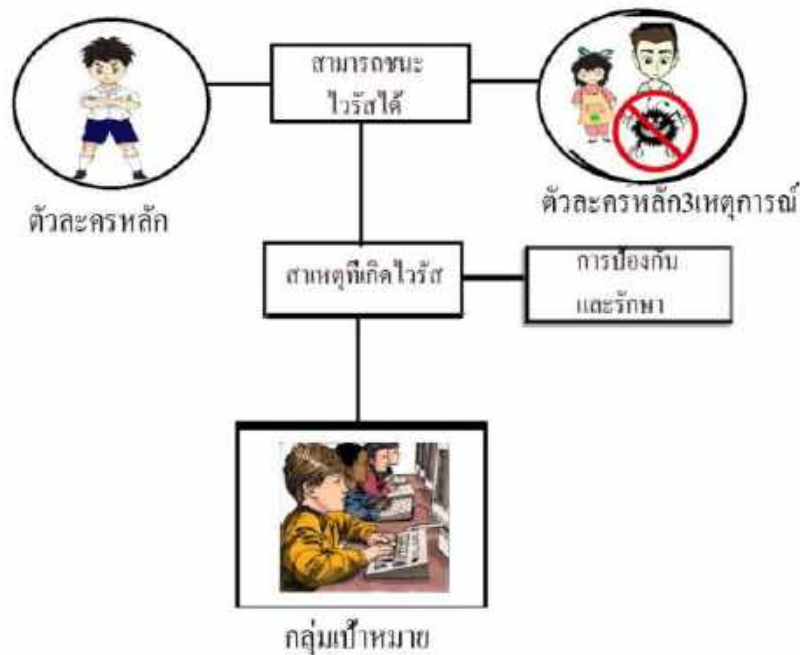 สามารถชนะ
ไวรัสได้
ตัวละครหลัก
ตัวละครหลัก3เหตุการณ์
สาเหตุที่เกิดไวรัส
การป้องกัน
และรักษา
กลุ่มเป้าหมาย